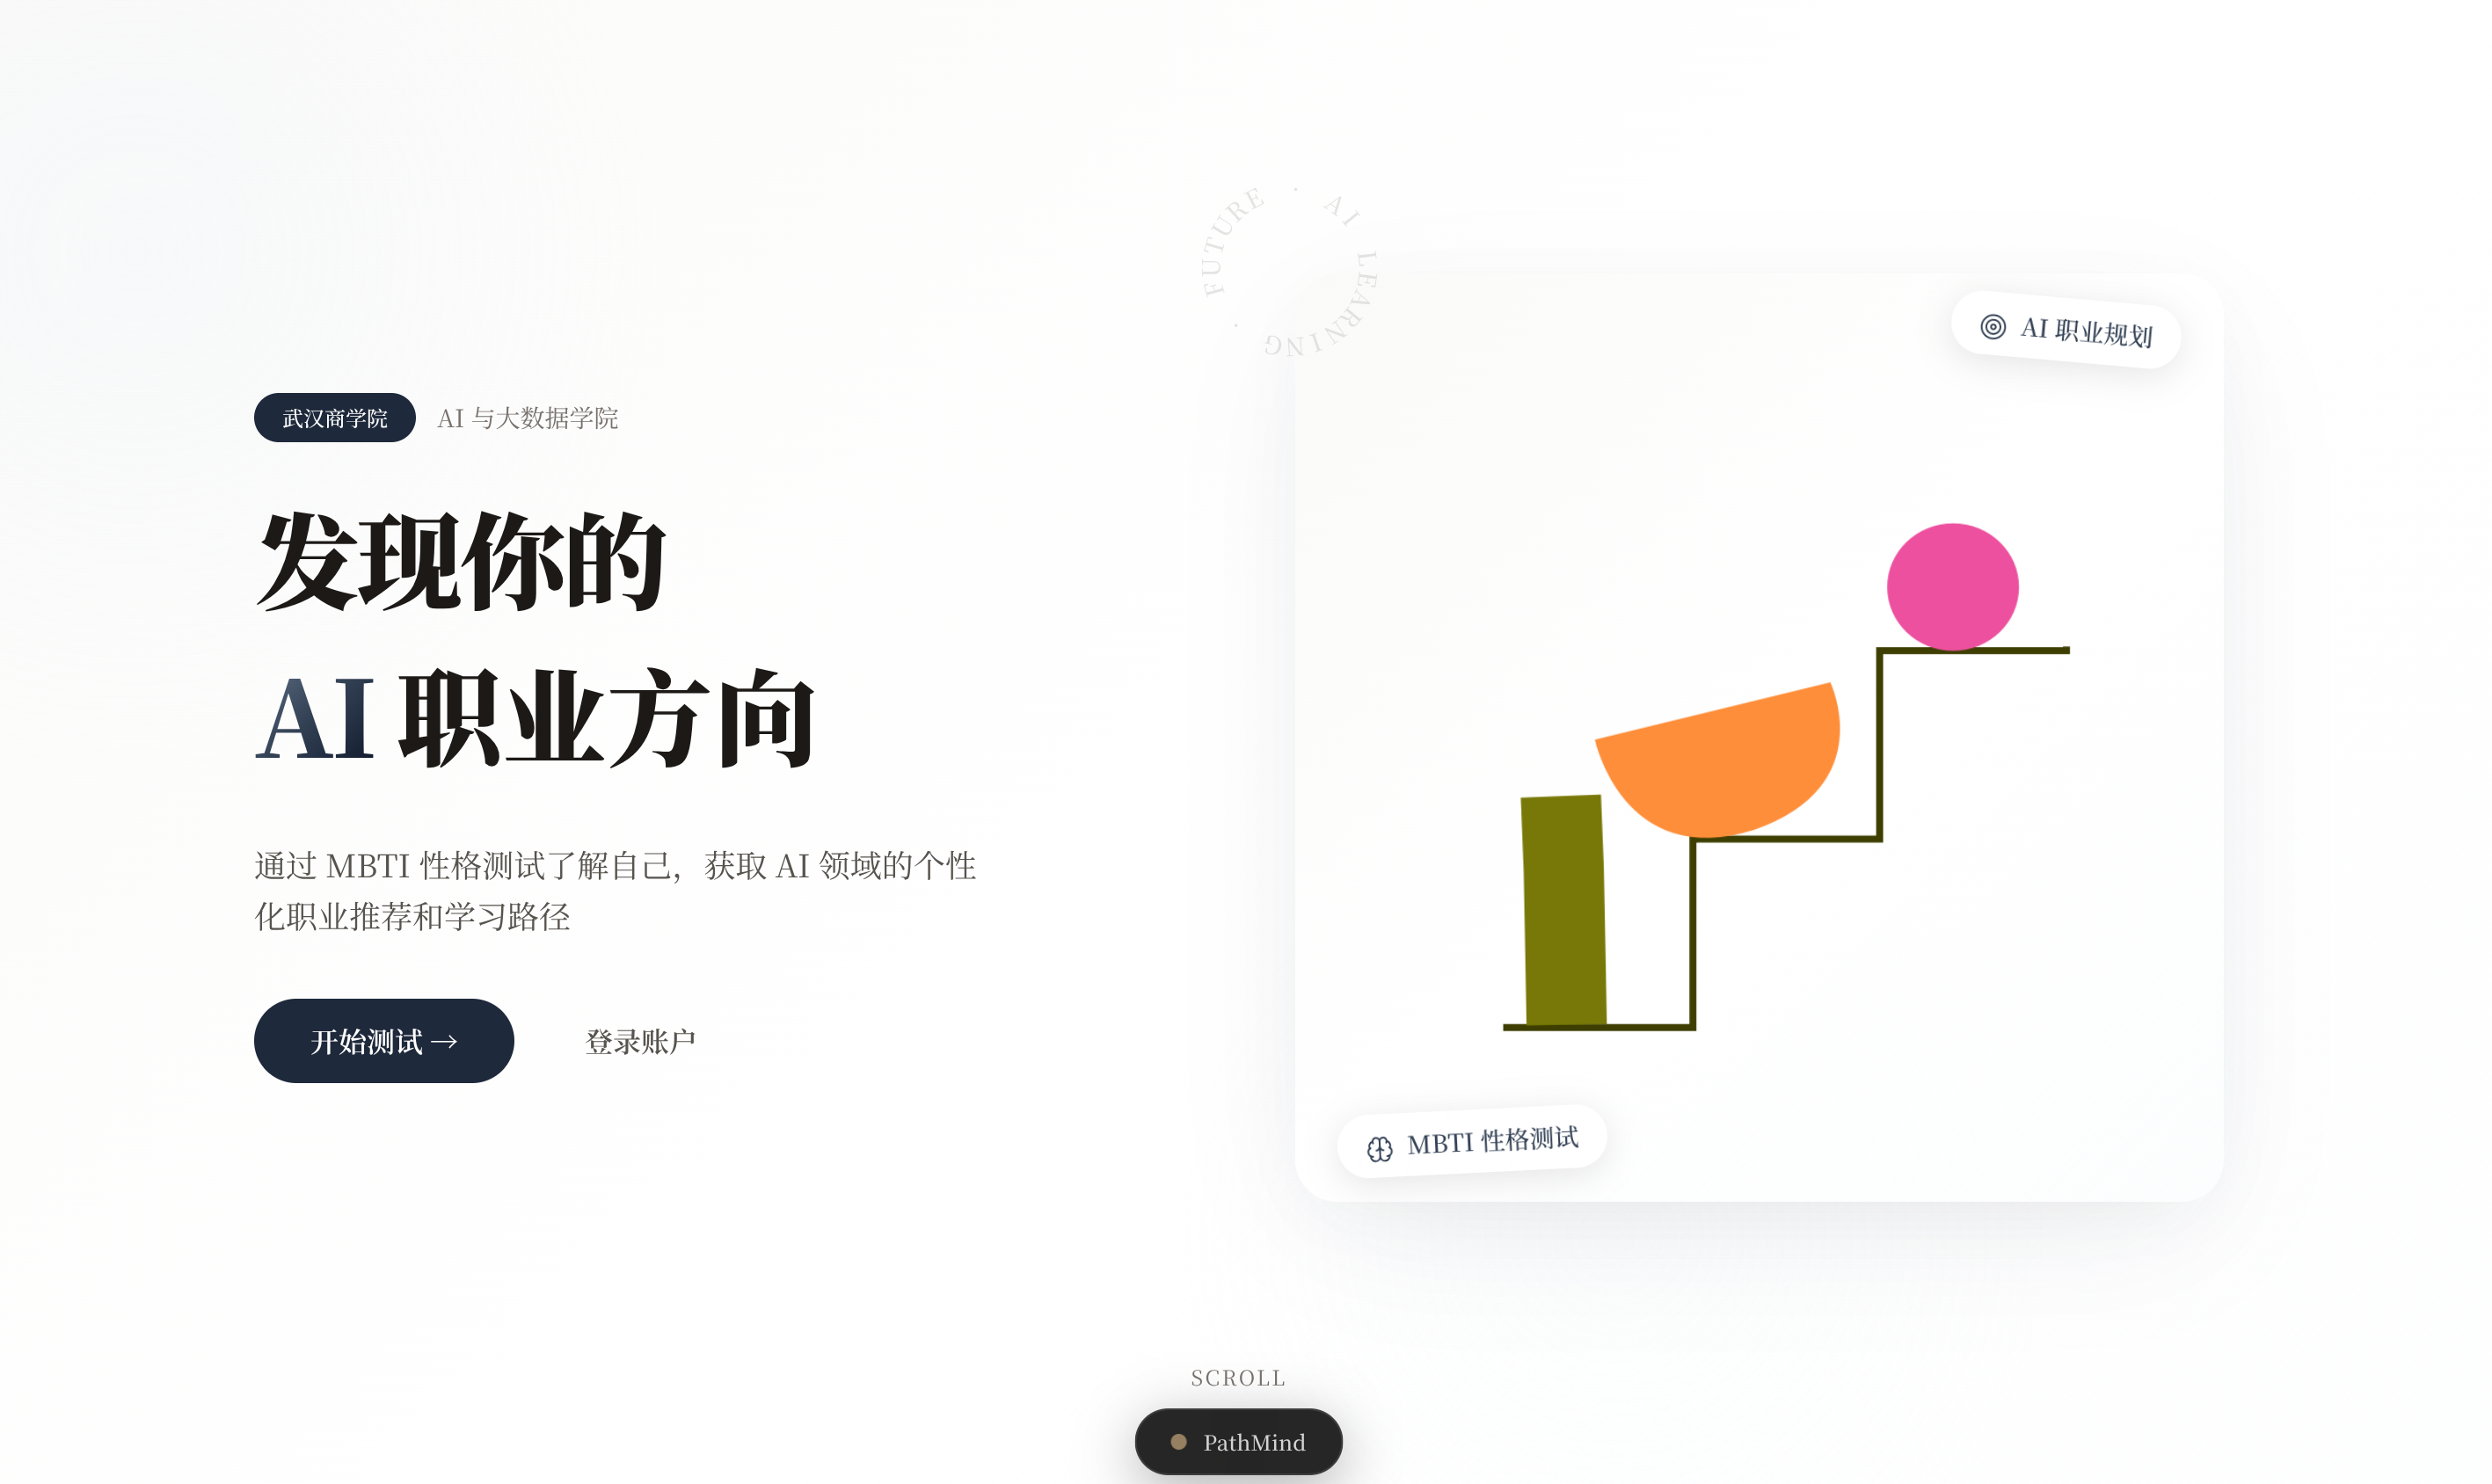 FUTURE · AI LEARNING ·
AI 职业规划
武汉商学院 AI 与大数据学院
发现你的
AI 职业方向
通过 MBTI 性格测试了解自己，获取 AI 领域的个性
化职业推荐和学习路径
开始测试 → 登录账户
MBTI 性格测试
SCROLL
PathMind